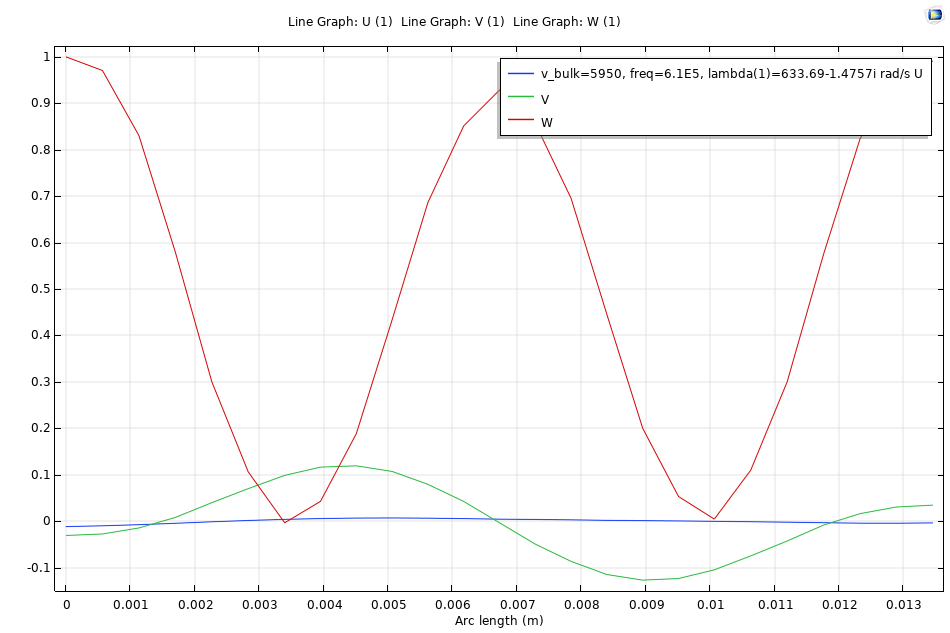 Line Graph: U (1)  Line Graph: V (1)  Line Graph: W (1)
v_bulk=5950, freq=6.1E5, lambda(1)=633.69-1.4757i rad/s U
V
W
1
0.9
0.8
0.7
0.6
0.5
0.4
0.3
0.2
0.1
0
-0.1
0 0.001 0.002 0.003 0.004 0.005 0.006 0.007 0.008 0.009 0.01 0.011 0.012 0.013
Arc length (m)